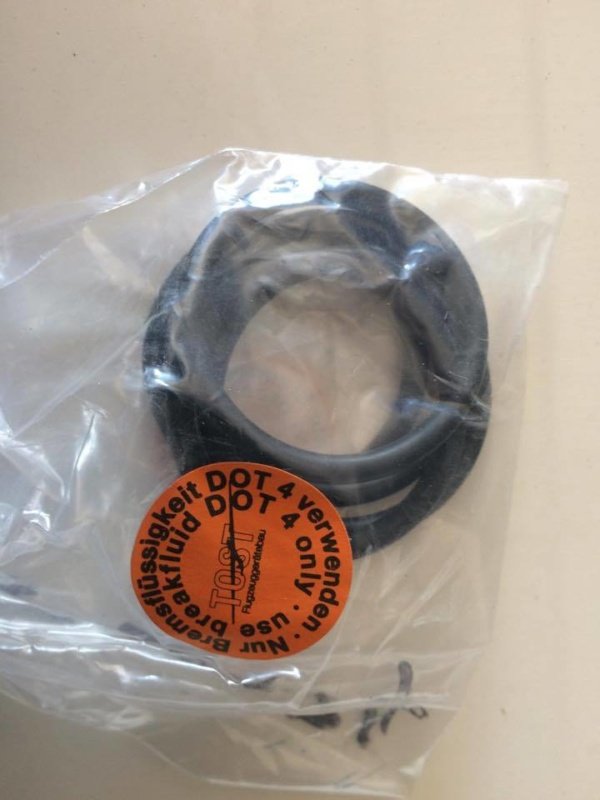 Nur Bremsflüssigkeit DOT 4 verwenden ·
use breakfluid DOT 4 only ·
TOST
Flugzeuggerätebau